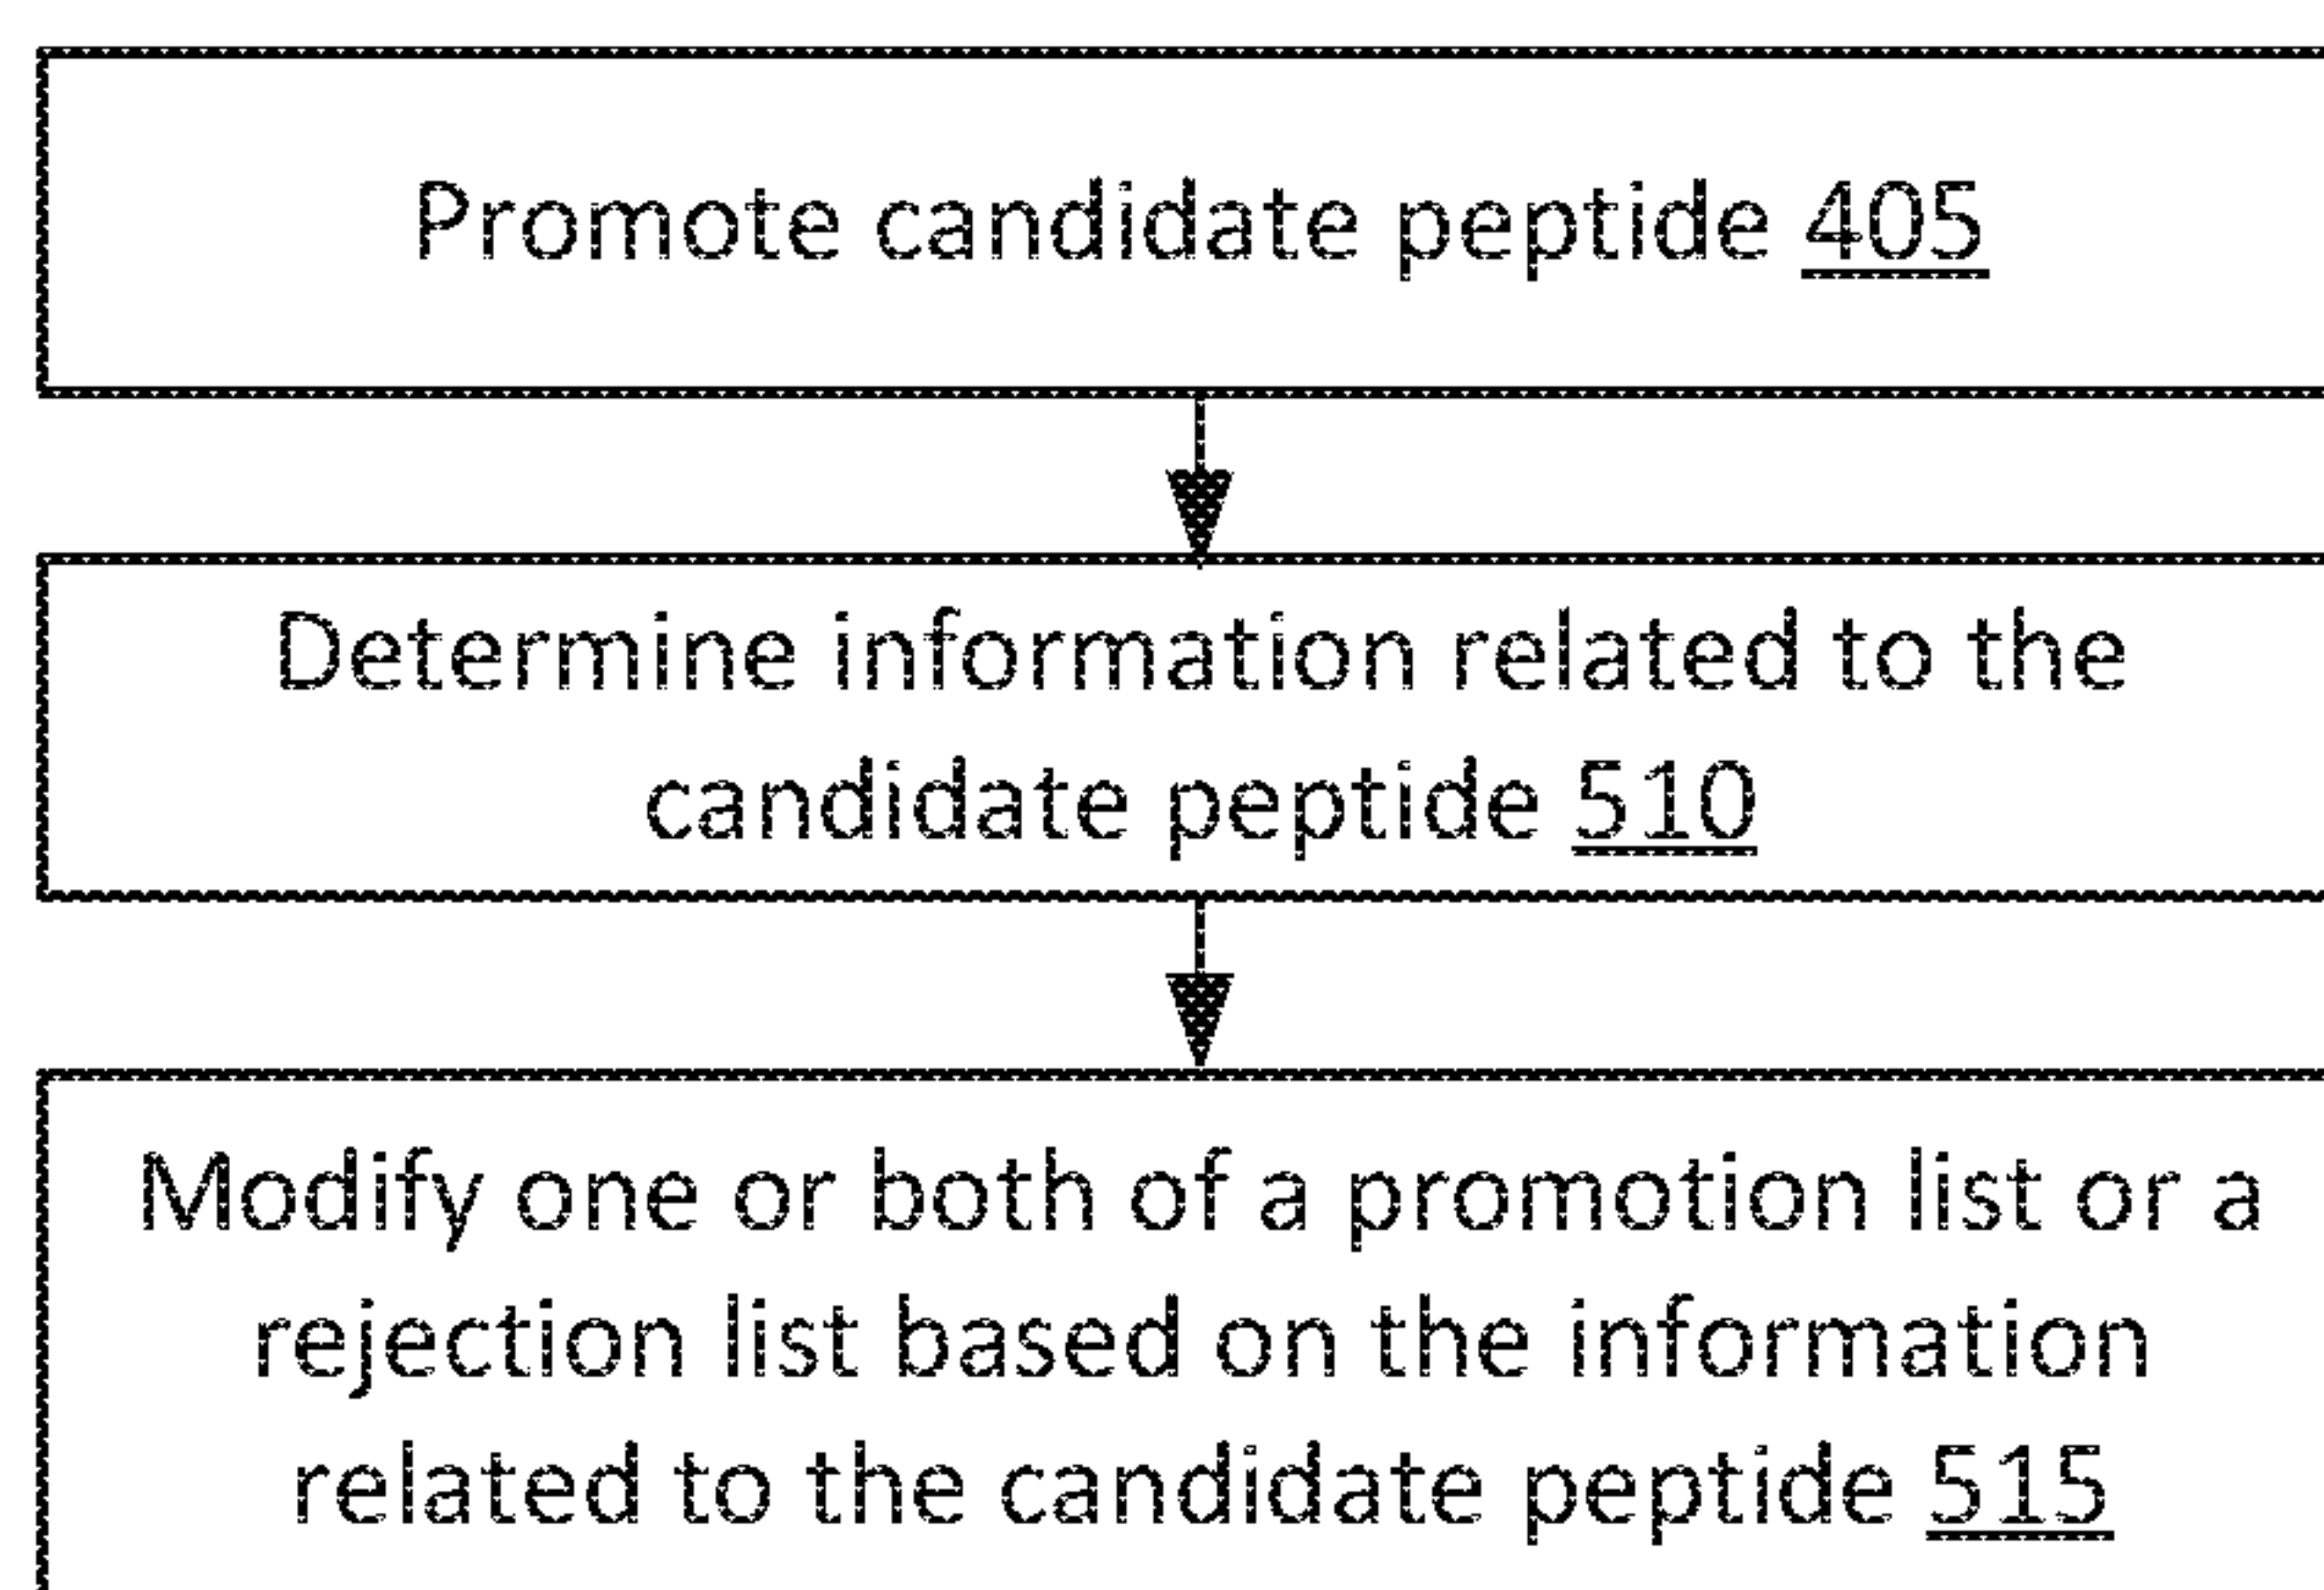 Promote candidate peptide 405
Determine information related to the
candidate peptide 510
Modify one or both of a promotion list or a
rejection list based on the information
related to the candidate peptide 515